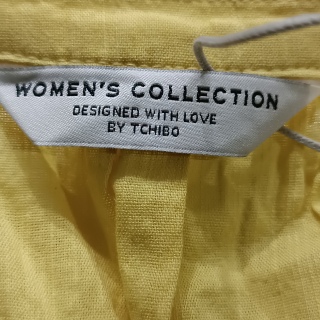 WOMEN'S COLLECTION
DESIGNED WITH LOVE
BY TCHIBO